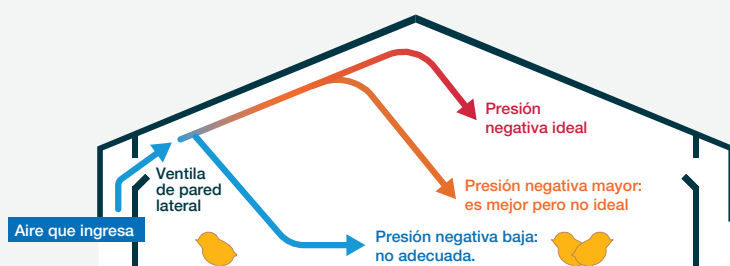 Presión
negativa ideal
Ventila
de pared
lateral
Presión negativa mayor:
es mejor pero no ideal
Aire que ingresa
Presión negativa baja:
no adecuada.